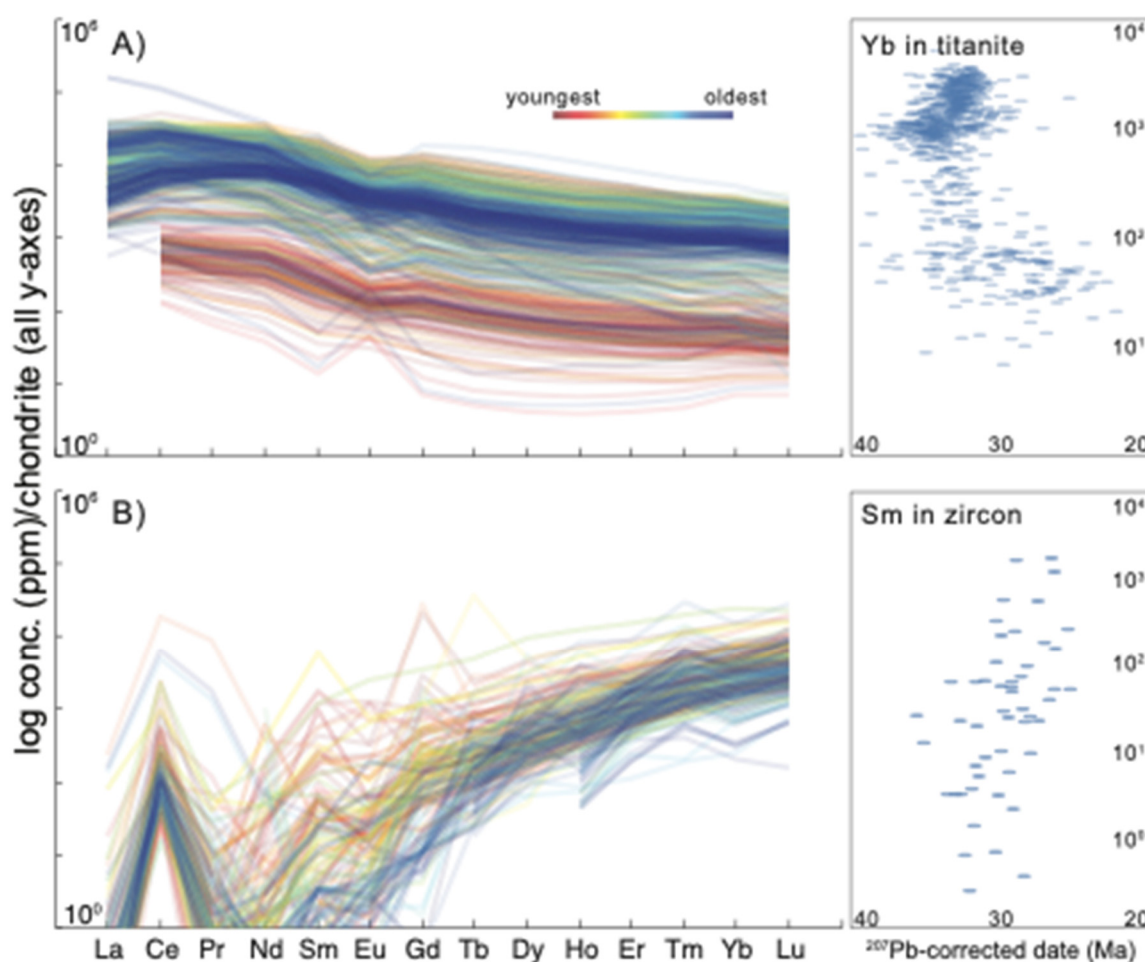 10⁶
A)
youngest oldest
10⁰
Yb in titanite
10⁴
10³
10²
10¹
40 30 20
log conc. (ppm)/chondrite (all y-axes)
10⁶
B)
10⁰
La Ce Pr Nd Sm Eu Gd Tb Dy Ho Er Tm Yb Lu
Sm in zircon
10⁴
10³
10²
10¹
10⁰
40 30 20
²⁰⁷Pb-corrected date (Ma)